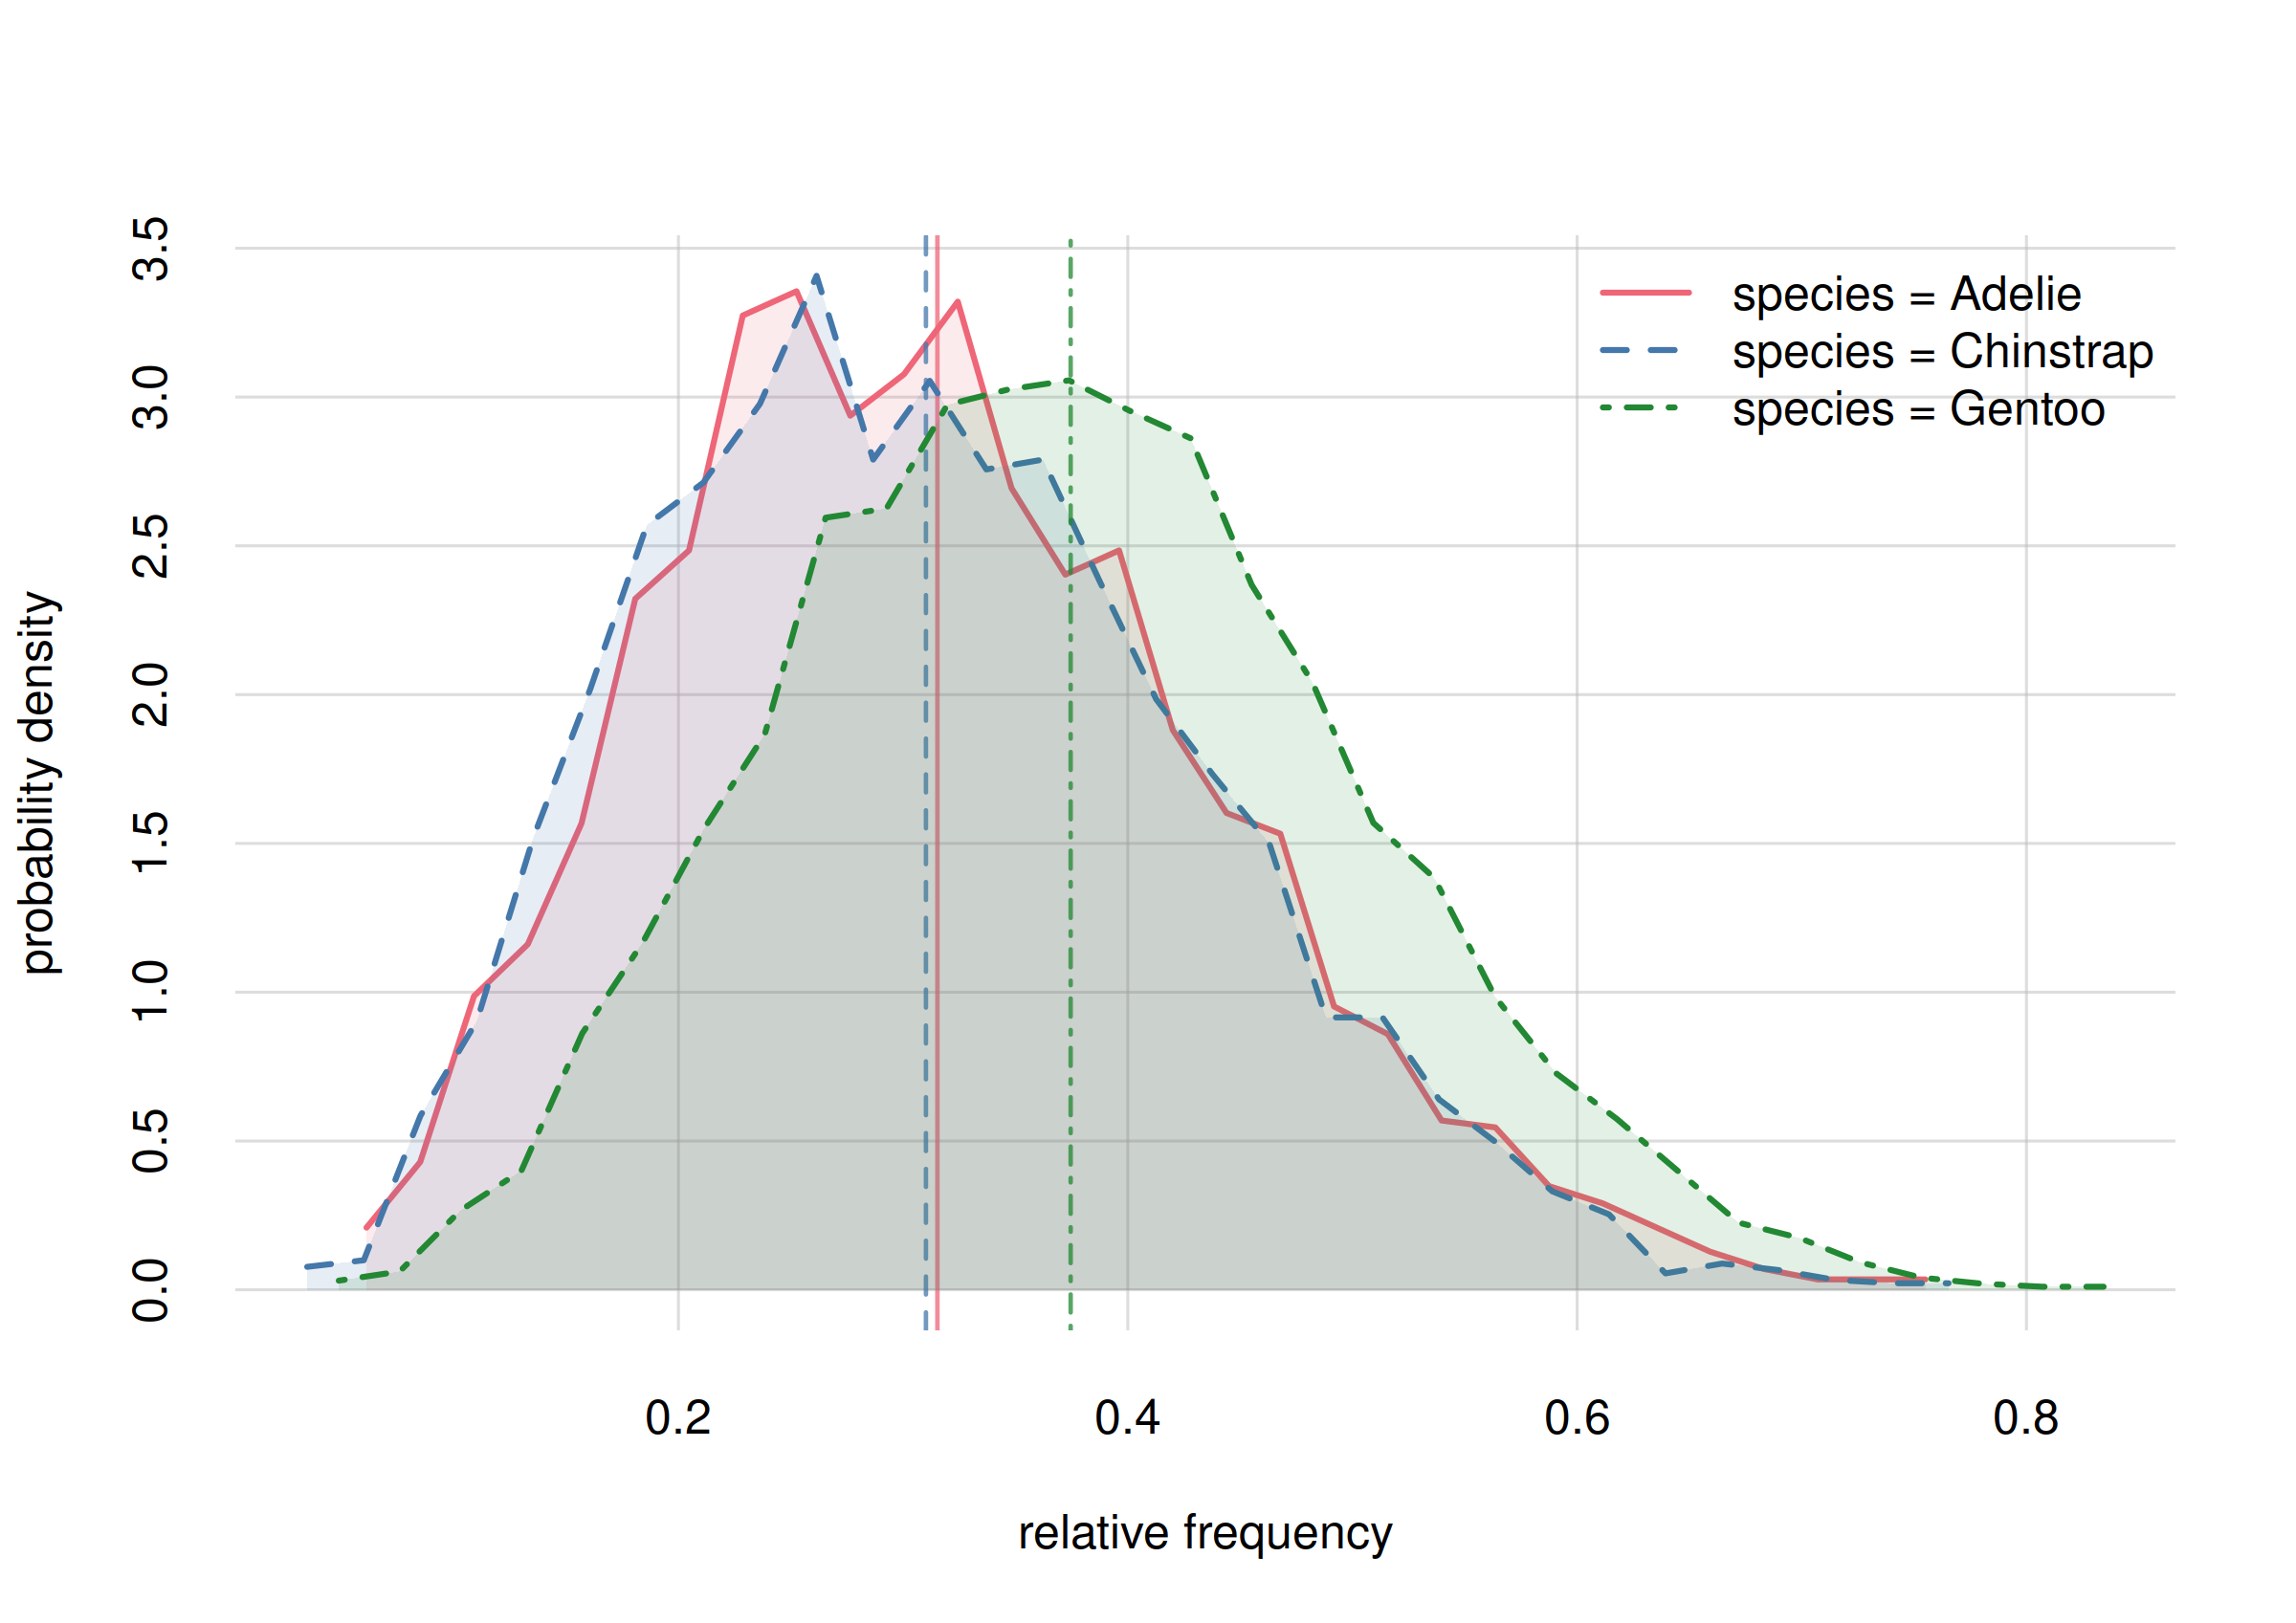 species = Adelie
species = Chinstrap
species = Gentoo
probability density
3.5
3.0
2.5
2.0
1.5
1.0
0.5
0.0
0.2
0.4
0.6
0.8
relative frequency